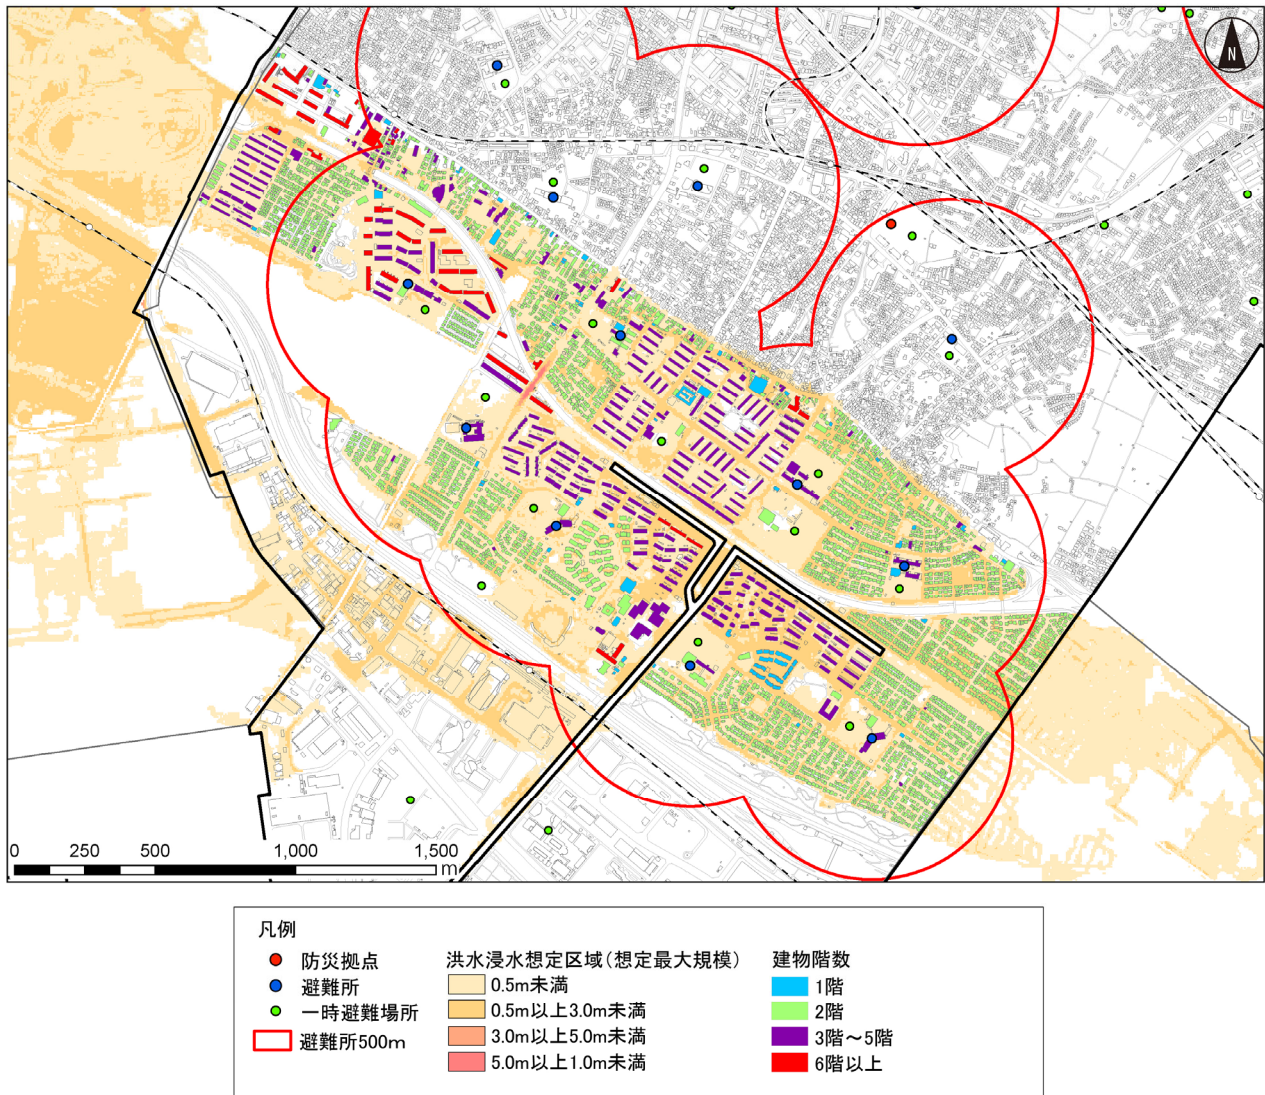 N
0 250 500 1,000 1,500
m
凡例
防災拠点
避難所
一時避難場所
避難所500m
洪水浸水想定区域(想定最大規模)
0.5m未満
0.5m以上3.0m未満
3.0m以上5.0m未満
5.0m以上1.0m未満
建物階数
1階
2階
3階～5階
6階以上